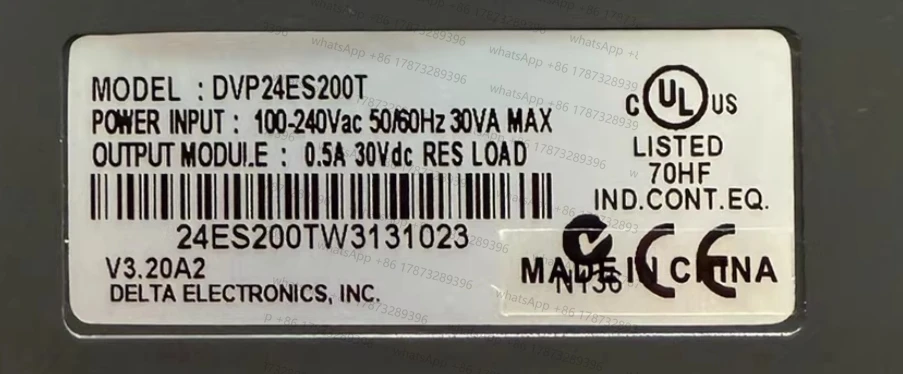 MODEL : DVP24ES200T
POWER INPUT : 100-240Vac 50/60Hz 30VA MAX
OUTPUT MODULE : 0.5A 30Vdc RES LOAD
24ES200TW3131023
V3.20A2
DELTA ELECTRONICS, INC.
C UL US
LISTED
70HF
IND.CONT.EQ.
N136
CE
MADE IN CHINA
whatsApp +86 17873289396